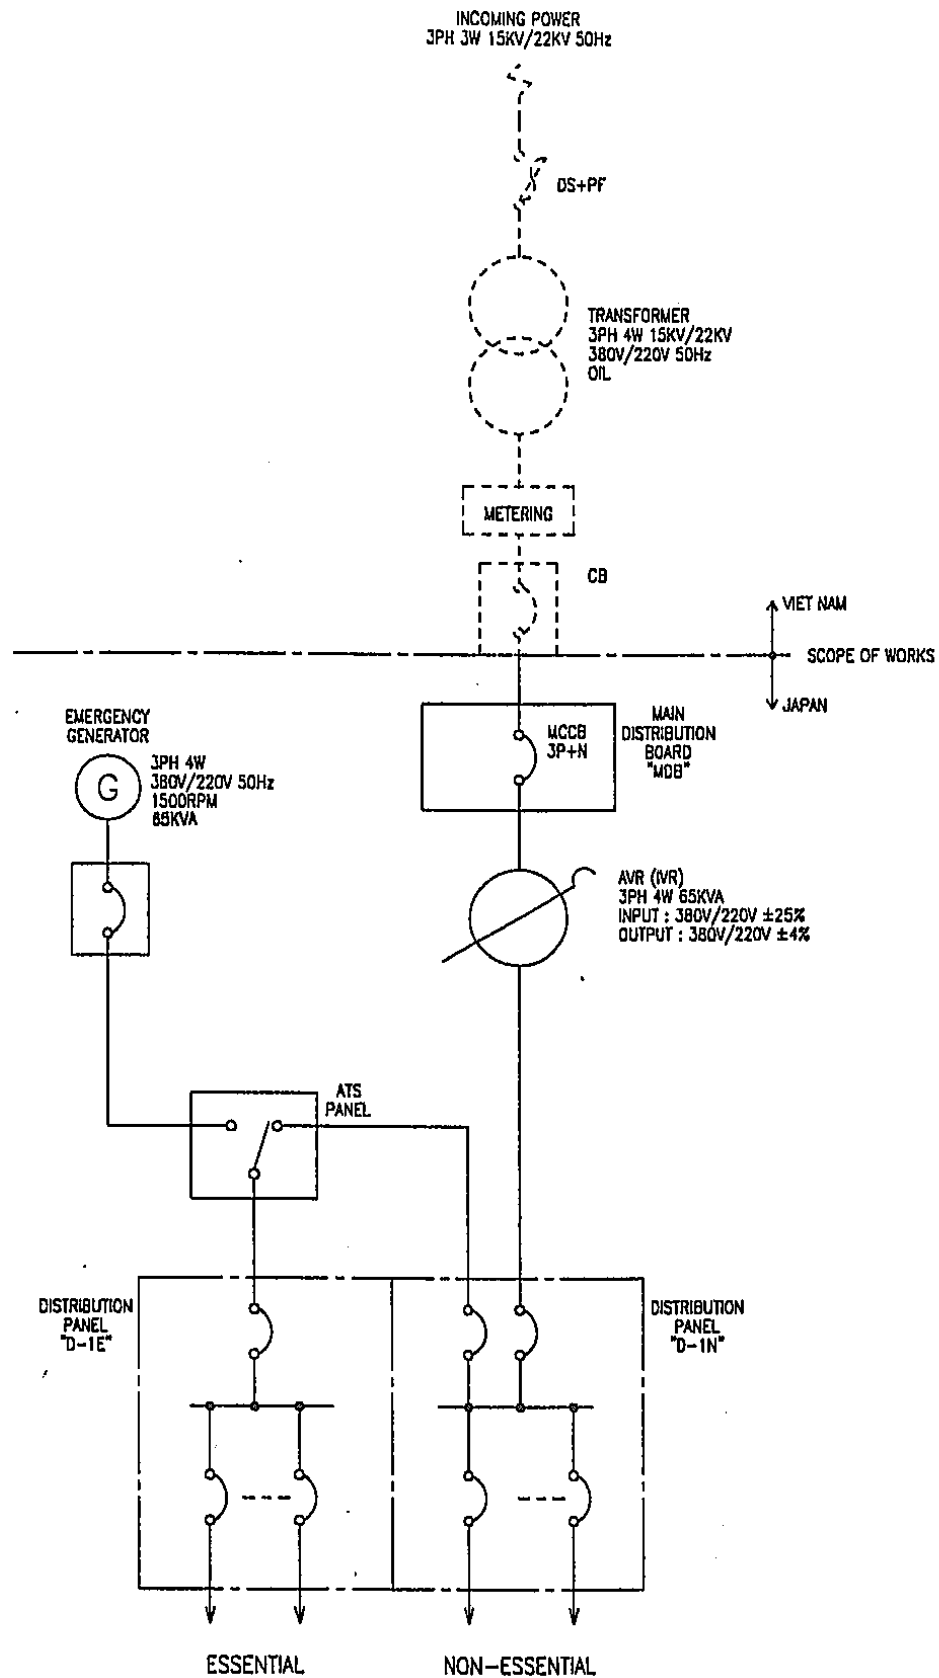 INCOMING POWER
3PH 3W 15KV/22KV 50Hz
DS+PF
TRANSFORMER
3PH 4W 15KV/22KV
380V/220V 50Hz
OIL
METERING
CB
VIET NAM
SCOPE OF WORKS
JAPAN
EMERGENCY
GENERATOR
3PH 4W
380V/220V 50Hz
1500RPM
65KVA
G
MCCB
3P+N
MAIN
DISTRIBUTION
BOARD
"MDB"
AVR (IVR)
3PH 4W 65KVA
INPUT : 380V/220V ±25%
OUTPUT : 380V/220V ±4%
ATS
PANEL
DISTRIBUTION
PANEL
"D-1E"
DISTRIBUTION
PANEL
"D-1N"
ESSENTIAL
NON-ESSENTIAL